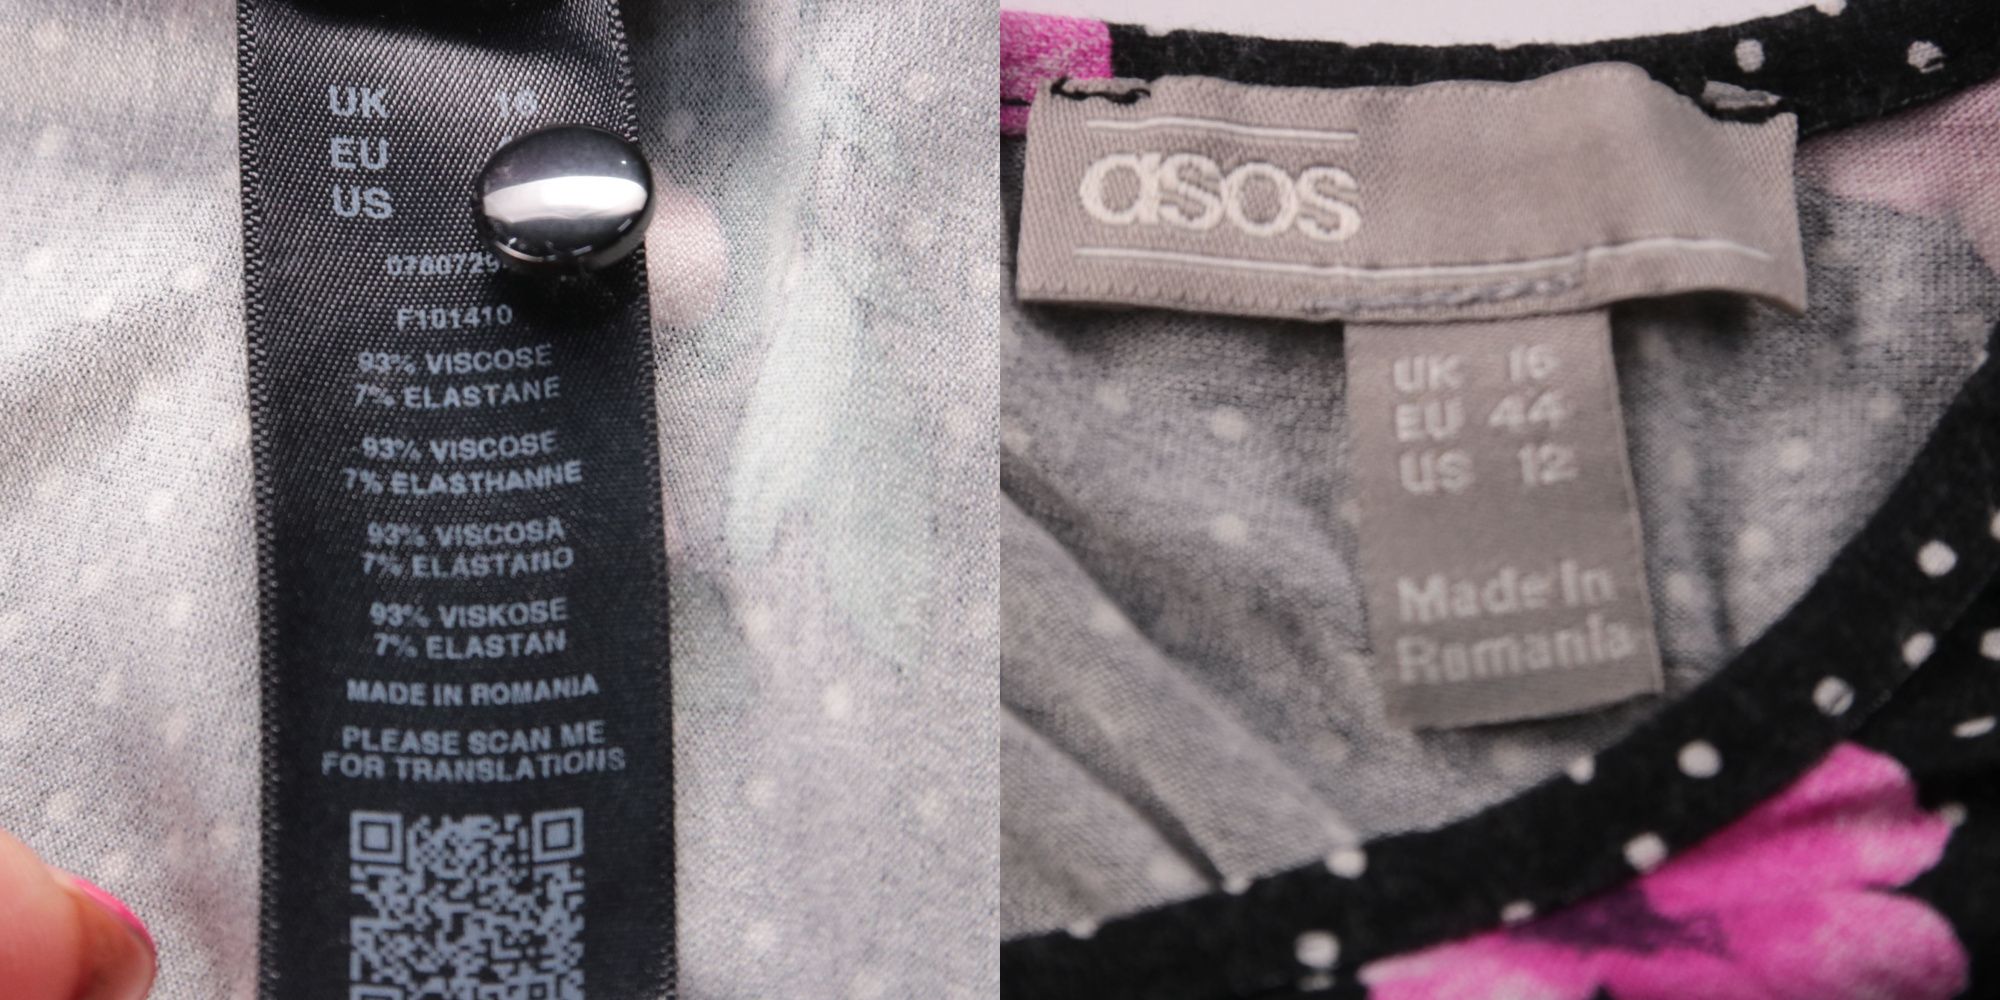 UK 16
EU
US
F101410
93% VISCOSE
7% ELASTANE
93% VISCOSE
7% ELASTHANNE
93% VISCOSA
7% ELASTANO
93% VISKOSE
7% ELASTAN
MADE IN ROMANIA
PLEASE SCAN ME
FOR TRANSLATIONS
asos
UK 16
EU 44
US 12
Made In
Romania